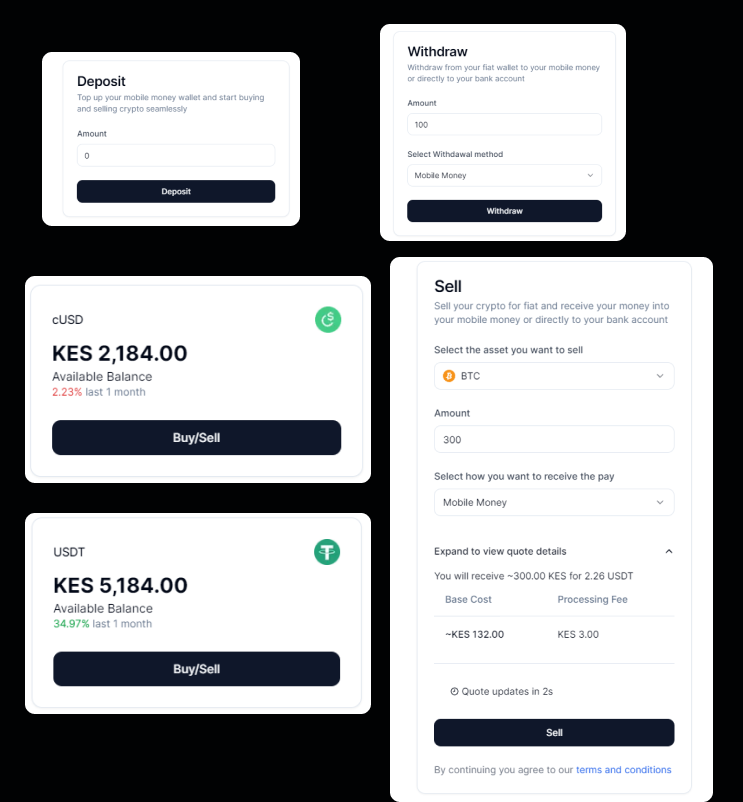 Deposit
Top up your mobile money wallet and start buying
and selling crypto seamlessly
Amount
0
Deposit
Withdraw
Withdraw from your fiat wallet to your mobile money
or directly to your bank account
Amount
100
Select Withdawal method
Mobile Money
Withdraw
cUSD
KES 2,184.00
Available Balance
2.23% last 1 month
Buy/Sell
USDT
KES 5,184.00
Available Balance
34.97% last 1 month
Buy/Sell
Sell
Sell your crypto for fiat and receive your money into
your mobile money or directly to your bank account
Select the asset you want to sell
BTC
Amount
300
Select how you want to receive the pay
Mobile Money
Expand to view quote details
You will receive ~300.00 KES for 2.26 USDT
Base Cost Processing Fee
~KES 132.00 KES 3.00
Quote updates in 2s
Sell
By continuing you agree to our terms and conditions